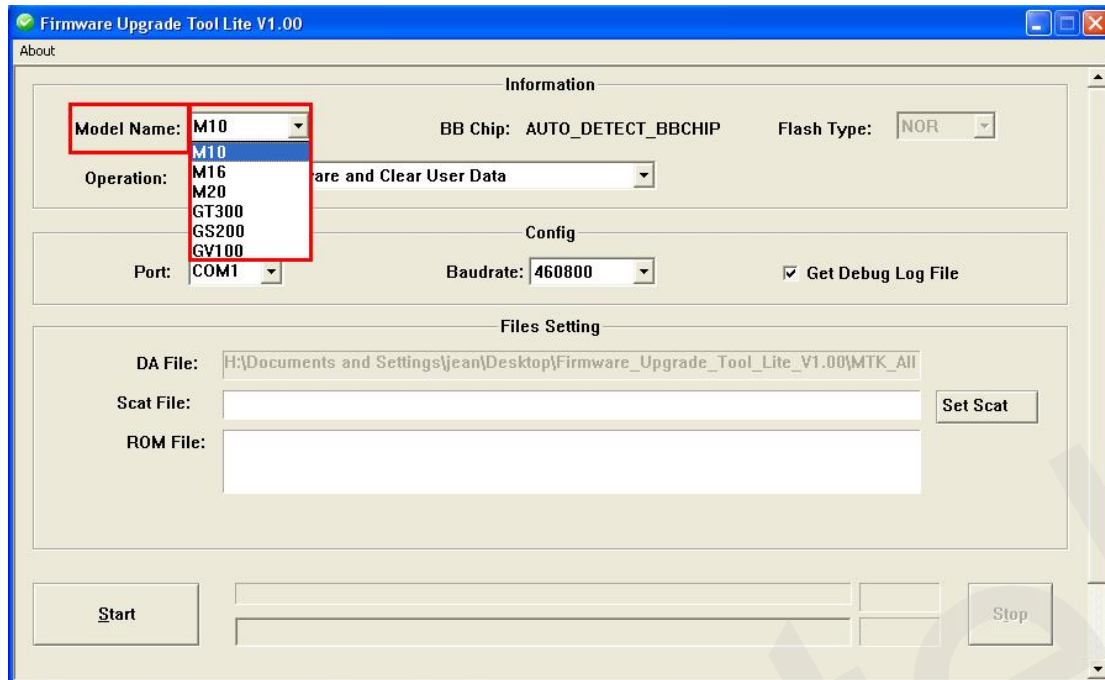 Firmware Upgrade Tool Lite V1.00
About
Information
Model Name: M10 BB Chip: AUTO_DETECT_BBCHIP Flash Type: NOR
M10
M16
M20
GT300
GS200
GV100
Operation: are and Clear User Data
Config
Port: COM1 Baudrate: 460800 Get Debug Log File
Files Setting
DA File: H:\Documents and Settings\jean\Desktop\Firmware_Upgrade_Tool_Lite_V1.00\MTK_All
Scat File: Set Scat
ROM File:
Start Stop